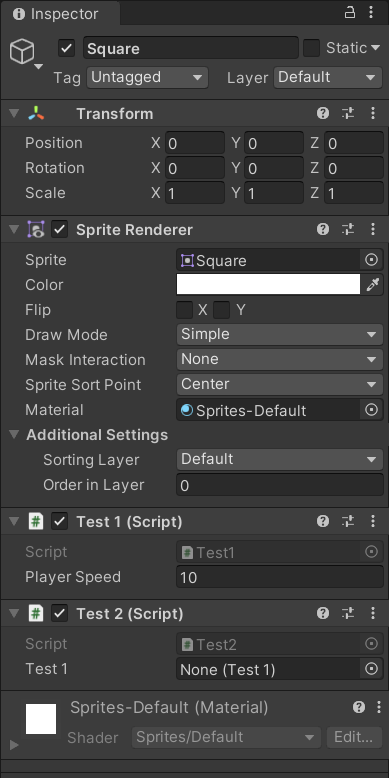 Inspector
Square Static
Tag Untagged Layer Default
Transform
Position X 0 Y 0 Z 0
Rotation X 0 Y 0 Z 0
Scale X 1 Y 1 Z 1
Sprite Renderer
Sprite Square
Color
Flip X Y
Draw Mode Simple
Mask Interaction None
Sprite Sort Point Center
Material Sprites-Default
Additional Settings
Sorting Layer Default
Order in Layer 0
# Test 1 (Script)
Script # Test1
Player Speed 10
# Test 2 (Script)
Script # Test2
Test 1 None (Test 1)
Sprites-Default (Material)
Shader Sprites/Default Edit...